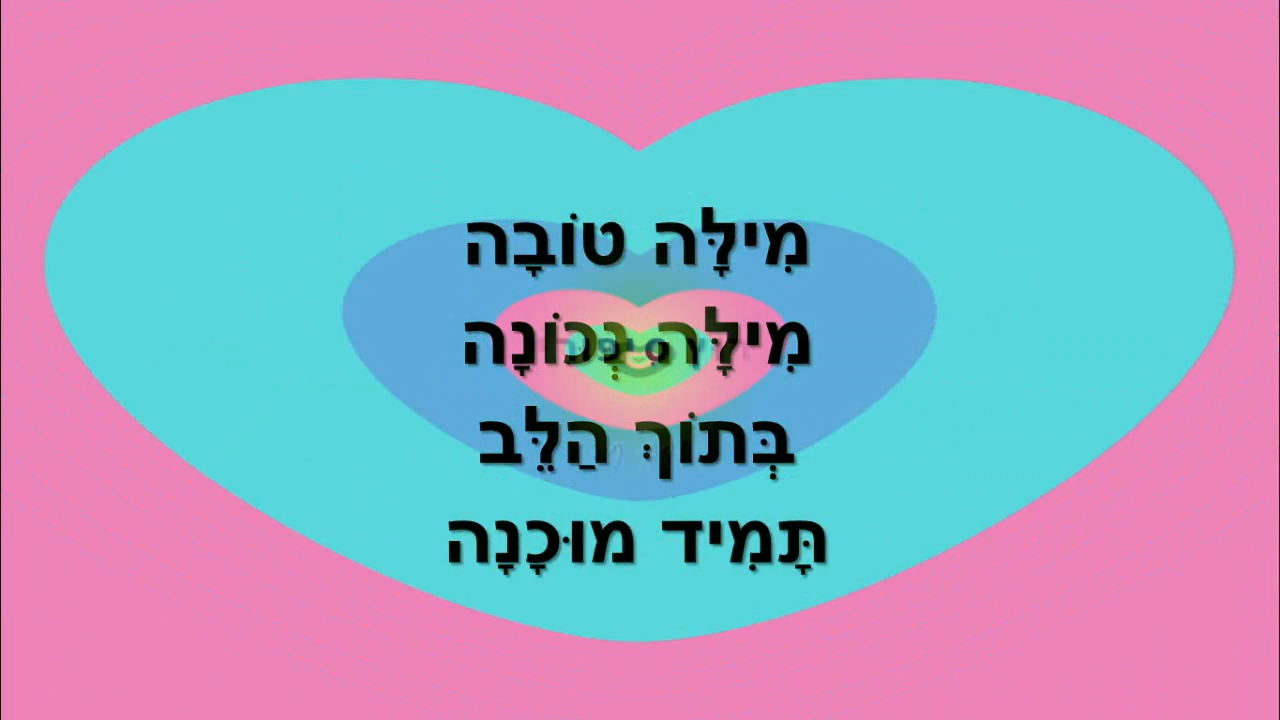 מִילָּה טוֹבָה
מִילָּה נְכוֹנָה
בְּתוֹךְ הַלֵּב
תָּמִיד מוּכָנָה